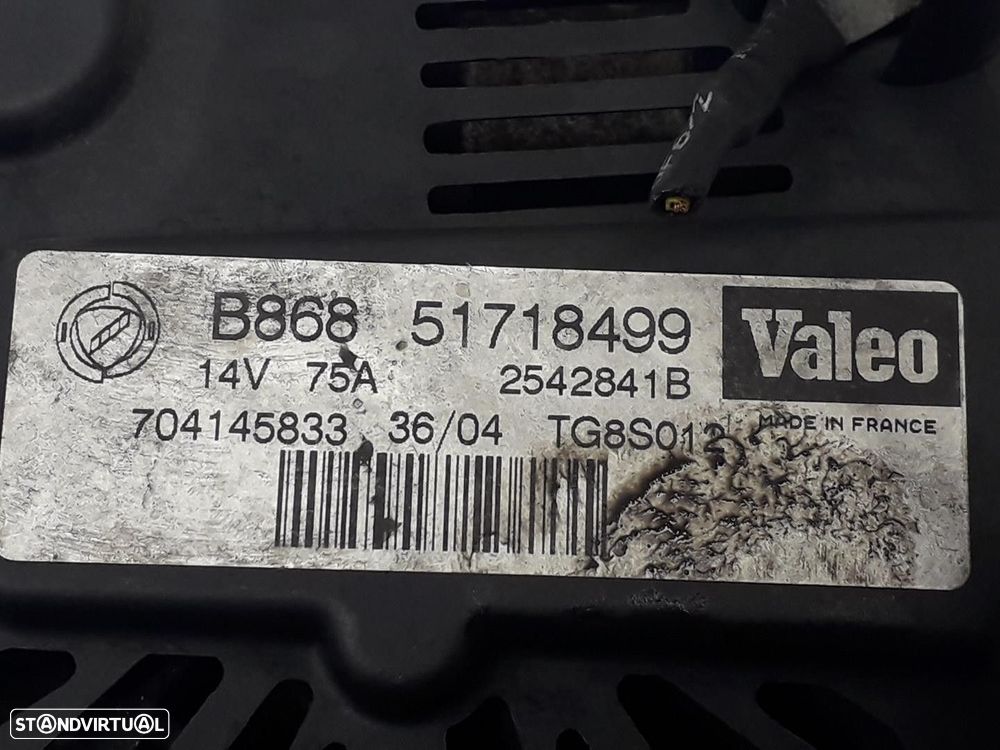 B868 51718499
Valeo
14V 75A 2542841B
704145833 36/04 TG8S012
MADE IN FRANCE
STANDVIRTUAL